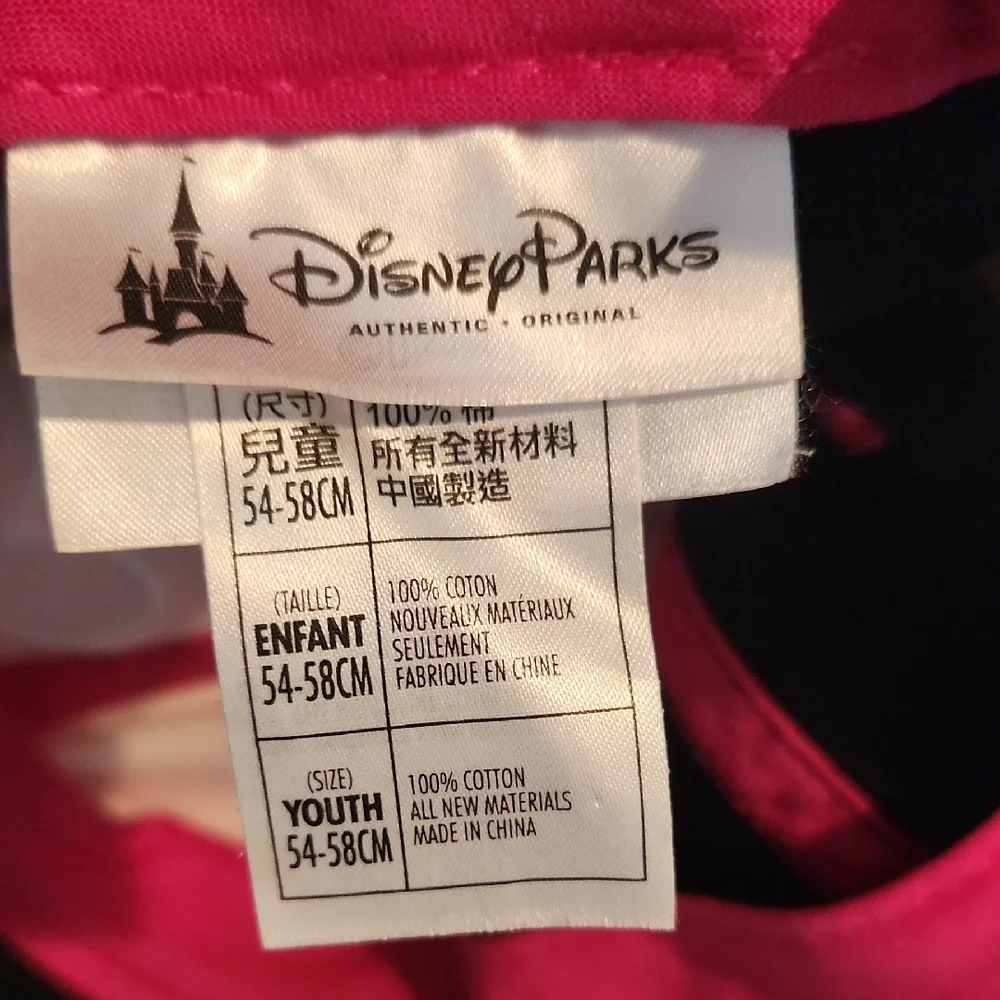 DISNEY PARKS
AUTHENTIC · ORIGINAL
(尺寸)
兒童
54-58CM
100% 棉
所有全新材料
中國製造
(TAILLE)
ENFANT
54-58CM
100% COTON
NOUVEAUX MATÉRIAUX
SEULEMENT
FABRIQUE EN CHINE
(SIZE)
YOUTH
54-58CM
100% COTTON
ALL NEW MATERIALS
MADE IN CHINA